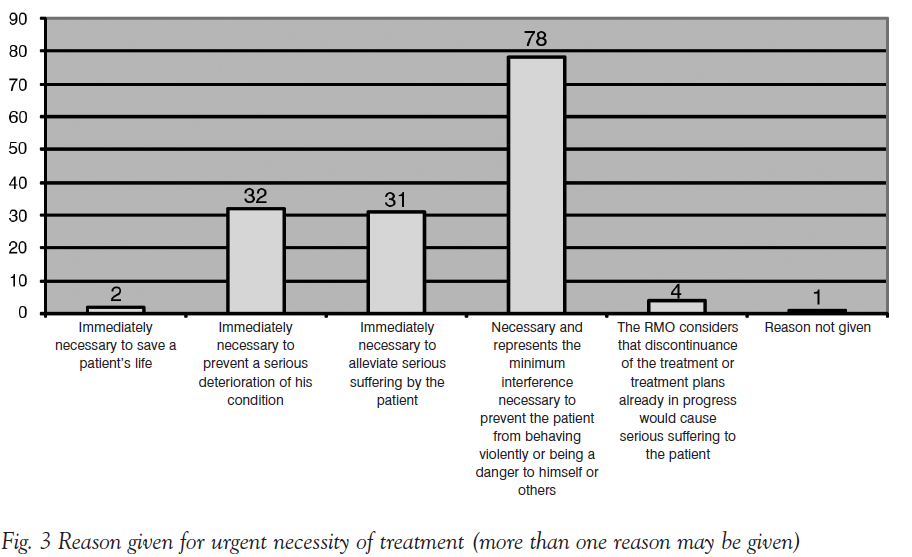 90
80
70
60
50
40
30
20
10
0
2
32
31
78
4
1
Immediately
necessary to save a
patient's life
Immediately
necessary to
prevent a serious
deterioration of his
condition
Immediately
necessary to
alleviate serious
suffering by the
patient
Necessary and
represents the
minimum
interference
necessary to
prevent the patient
from behaving
violently or being a
danger to himself or
others
The RMO considers
that discontinuance
of the treatment or
treatment plans
already in progress
would cause
serious suffering to
the patient
Reason not given
Fig. 3 Reason given for urgent necessity of treatment (more than one reason may be given)